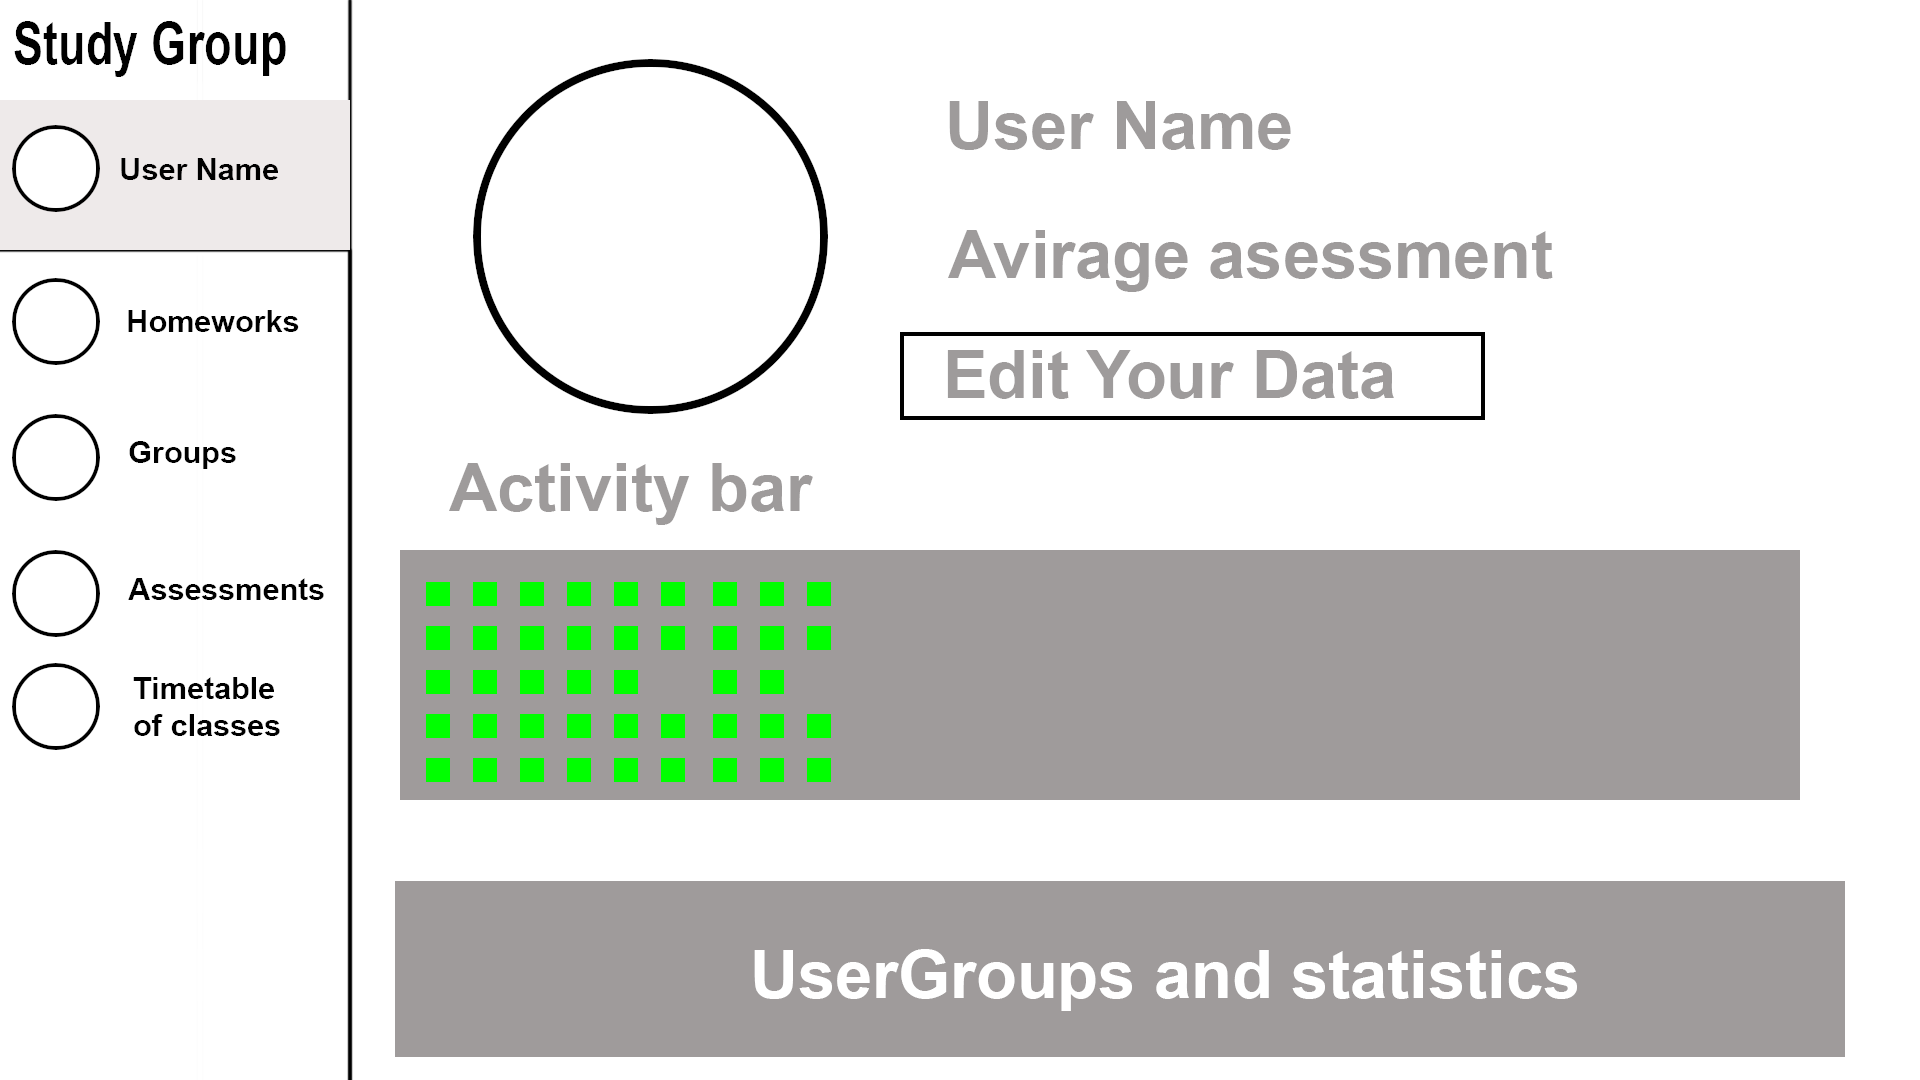 Study Group
User Name
Homeworks
Groups
Assessments
Timetable
of classes
User Name
Avirage asessment
Edit Your Data
Activity bar
UserGroups and statistics